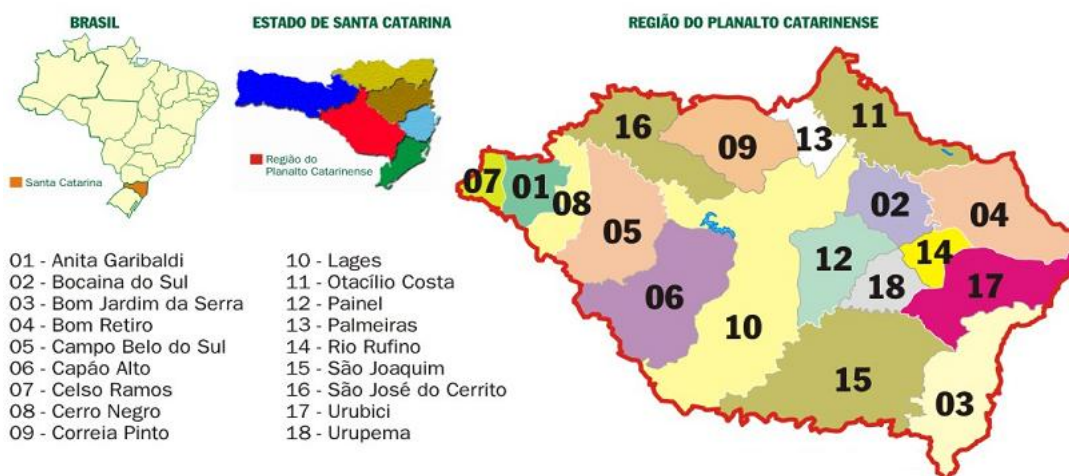 BRASIL
Santa Catarina
ESTADO DE SANTA CATARINA
Região do
Planalto Catarinense
REGIÃO DO PLANALTO CATARINENSE
01 - Anita Garibaldi
02 - Bocaina do Sul
03 - Bom Jardim da Serra
04 - Bom Retiro
05 - Campo Belo do Sul
06 - Capão Alto
07 - Celso Ramos
08 - Cerro Negro
09 - Correia Pinto
10 - Lages
11 - Otacílio Costa
12 - Painel
13 - Palmeiras
14 - Rio Rufino
15 - São Joaquim
16 - São José do Cerrito
17 - Urubici
18 - Urupema
16
09
13
11
07
01
08
05
02
04
12
14
18
17
06
10
15
03